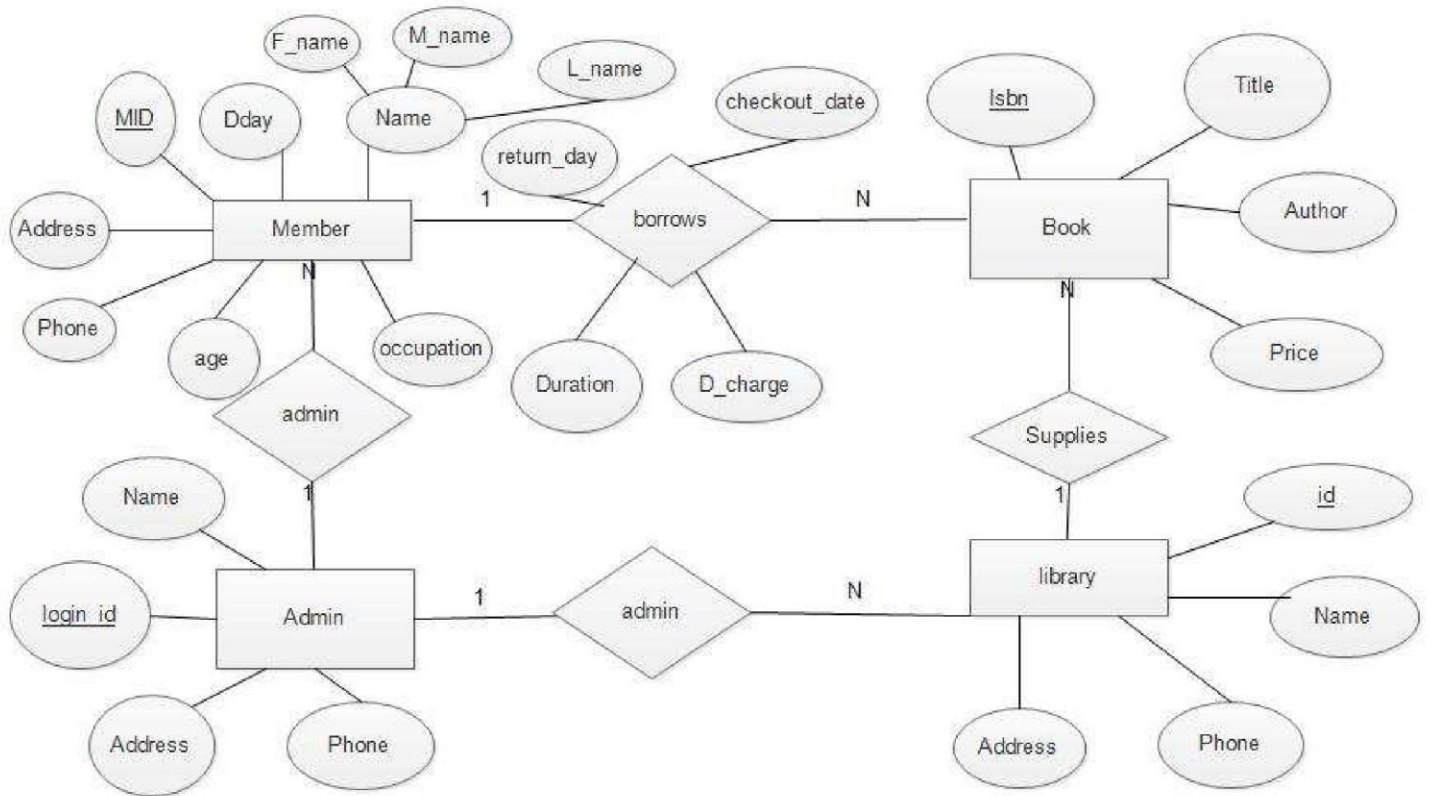 F_name
M_name
L_name
MID
Dday
Name
checkout_date
Isbn
Title
return_day
Address
Member
1
borrows
N
Book
Author
N
N
Phone
age
occupation
Duration
D_charge
Price
admin
Supplies
Name
1
1
id
login_id
Admin
1
admin
N
library
Name
Address
Phone
Address
Phone